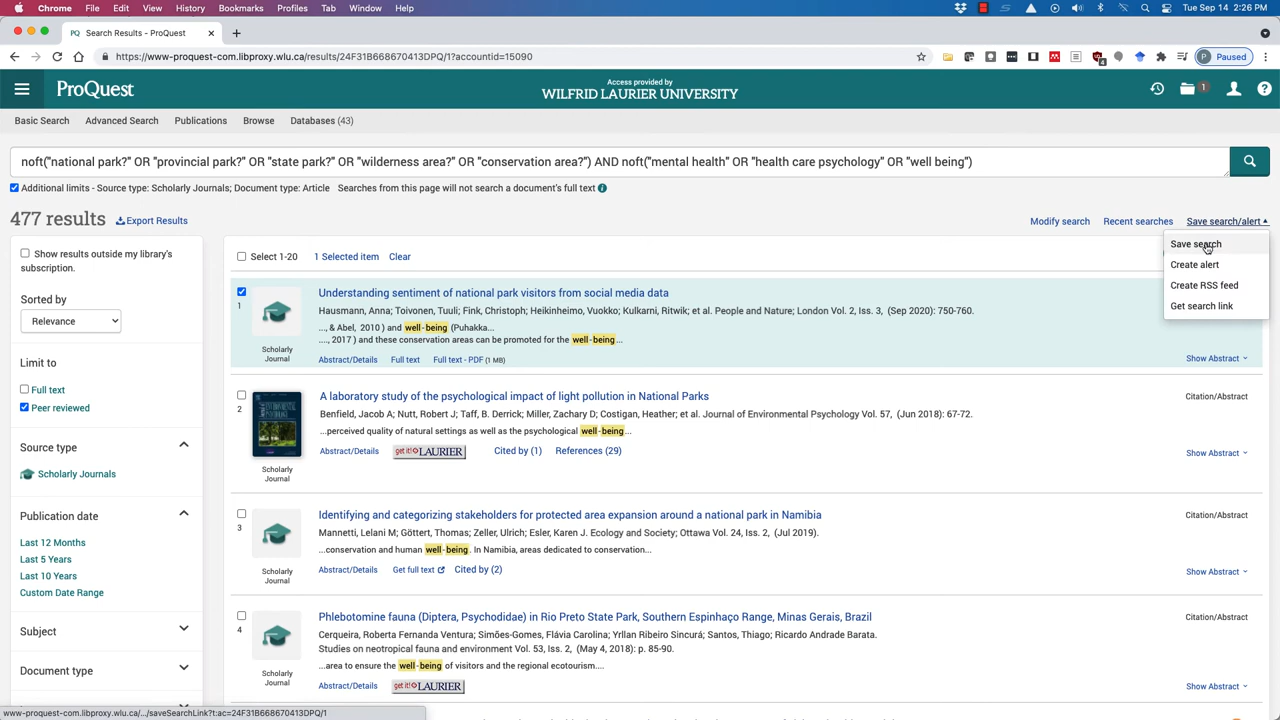 Chrome File Edit View History Bookmarks Profiles Tab Window Help
Tue Sep 14 2:26 PM
PQ Search Results - ProQuest
https://www-proquest-com.libproxy.wlu.ca/results/24F31B668670413DPQ/1?accountid=15090
4
P Paused
ProQuest
Access provided by
WILFRID LAURIER UNIVERSITY
1
Basic Search Advanced Search Publications Browse Databases (43)
noft("national park?" OR "provincial park?" OR "state park?" OR "wilderness area?" OR "conservation area?") AND noft("mental health" OR "health care psychology" OR "well being")
Additional limits - Source type: Scholarly Journals; Document type: Article Searches from this page will not search a document's full text
477 results Export Results
Modify search Recent searches Save search/alert
Save search
Create alert
Create RSS feed
Get search link
Show results outside my library's
subscription.
Sorted by
Relevance
Limit to
Full text
Peer reviewed
Source type
Scholarly Journals
Publication date
Last 12 Months
Last 5 Years
Last 10 Years
Custom Date Range
Subject
Document type
Select 1-20 1 Selected item Clear
1
Understanding sentiment of national park visitors from social media data
Hausmann, Anna; Toivonen, Tuuli; Fink, Christoph; Heikinheimo, Vuokko; Kulkarni, Ritwik; et al. People and Nature; London Vol. 2, Iss. 3, (Sep 2020): 750-760.
..., & Abel, 2010 ) and well-being (Puhakka...
...., 2017 ) and these conservation areas can be promoted for the well-being...
Scholarly
Journal
Abstract/Details Full text Full text - PDF (1 MB)
Show Abstract
2
A laboratory study of the psychological impact of light pollution in National Parks
Citation/Abstract
Benfield, Jacob A; Nutt, Robert J; Taff, B. Derrick; Miller, Zachary D; Costigan, Heather; et al. Journal of Environmental Psychology Vol. 57, (Jun 2018): 67-72.
...perceived quality of natural settings as well as the psychological well-being...
Abstract/Details get it! LAURIER Cited by (1) References (29)
Show Abstract
Scholarly
Journal
3
Identifying and categorizing stakeholders for protected area expansion around a national park in Namibia
Citation/Abstract
Mannetti, Lelani M; Göttert, Thomas; Zeller, Ulrich; Esler, Karen J. Ecology and Society; Ottawa Vol. 24, Iss. 2, (Jul 2019).
...conservation and human well-being. In Namibia, areas dedicated to conservation...
Scholarly
Journal
Abstract/Details Get full text Cited by (2)
Show Abstract
4
Phlebotomine fauna (Diptera, Psychodidae) in Rio Preto State Park, Southern Espinhaço Range, Minas Gerais, Brazil
Citation/Abstract
Cerqueira, Roberta Fernanda Ventura; Simões-Gomes, Flávia Carolina; Yrllan Ribeiro Sincurá; Santos, Thiago; Ricardo Andrade Barata.
Studies on neotropical fauna and environment Vol. 53, Iss. 2, (May 4, 2018): p. 85-90.
...area to ensure the well-being of visitors and the regional ecotourism....
Scholarly
Journal
Abstract/Details get it! LAURIER
Show Abstract
www-proquest-com.libproxy.wlu.ca/.../saveSearchLink?t:ac=24F31B668670413DPQ/1